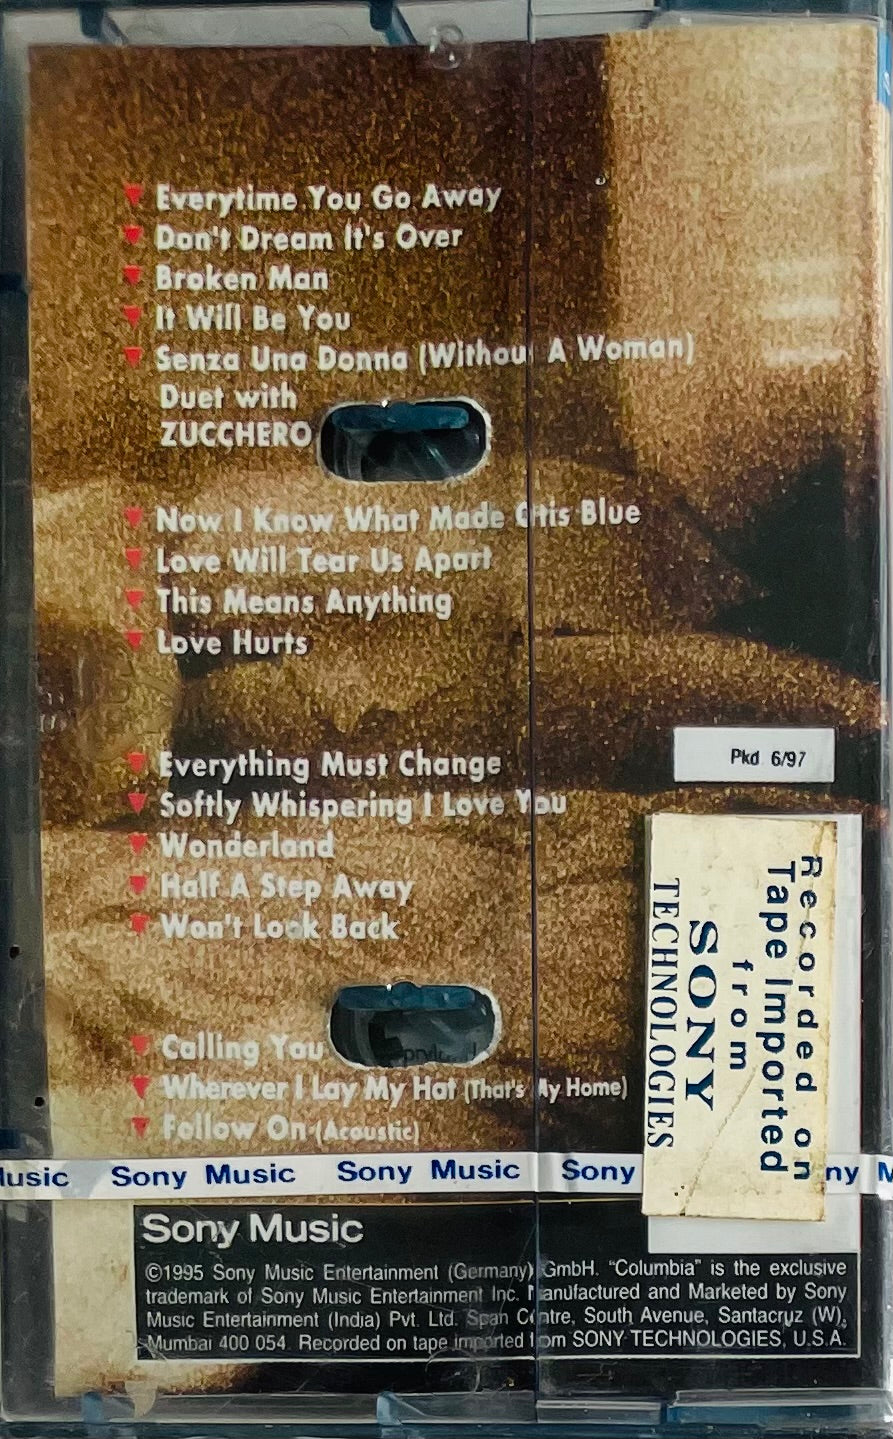 Everytime You Go Away
Don't Dream It's Over
Broken Man
It Will Be You
Senza Una Donna (Without A Woman)
Duet with
ZUCCHERO
Now I Know What Made Otis Blue
Love Will Tear Us Apart
This Means Anything
Love Hurts
Everything Must Change
Softly Whispering I Love You
Wonderland
Half A Step Away
Won't Look Back
Calling You
Wherever I Lay My Hat (That's My Home)
Follow On (Acoustic)
Pkd 6/97
Recorded on
Tape Imported
from
SONY
TECHNOLOGIES
Music Sony Music Sony Music Sony
Sony Music
©1995 Sony Music Entertainment (Germany) GmbH. "Columbia" is the exclusive
trademark of Sony Music Entertainment Inc. Manufactured and Marketed by Sony
Music Entertainment (India) Pvt. Ltd. Span Centre, South Avenue, Santacruz (W),
Mumbai 400 054. Recorded on tape imported from SONY TECHNOLOGIES, U.S.A.